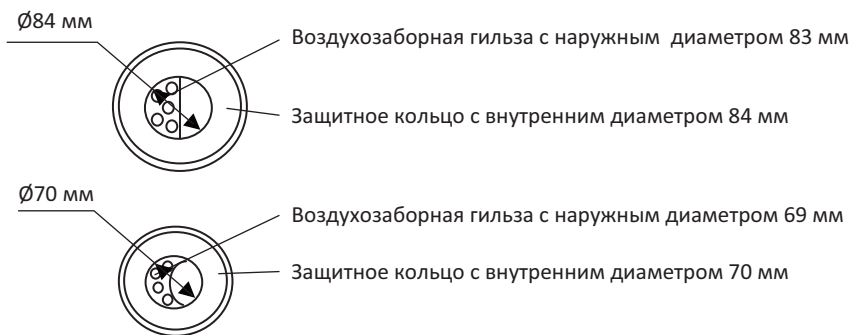 Ø84 мм
Воздухозаборная гильза с наружным диаметром 83 мм
Защитное кольцо с внутренним диаметром 84 мм
Ø70 мм
Воздухозаборная гильза с наружным диаметром 69 мм
Защитное кольцо с внутренним диаметром 70 мм